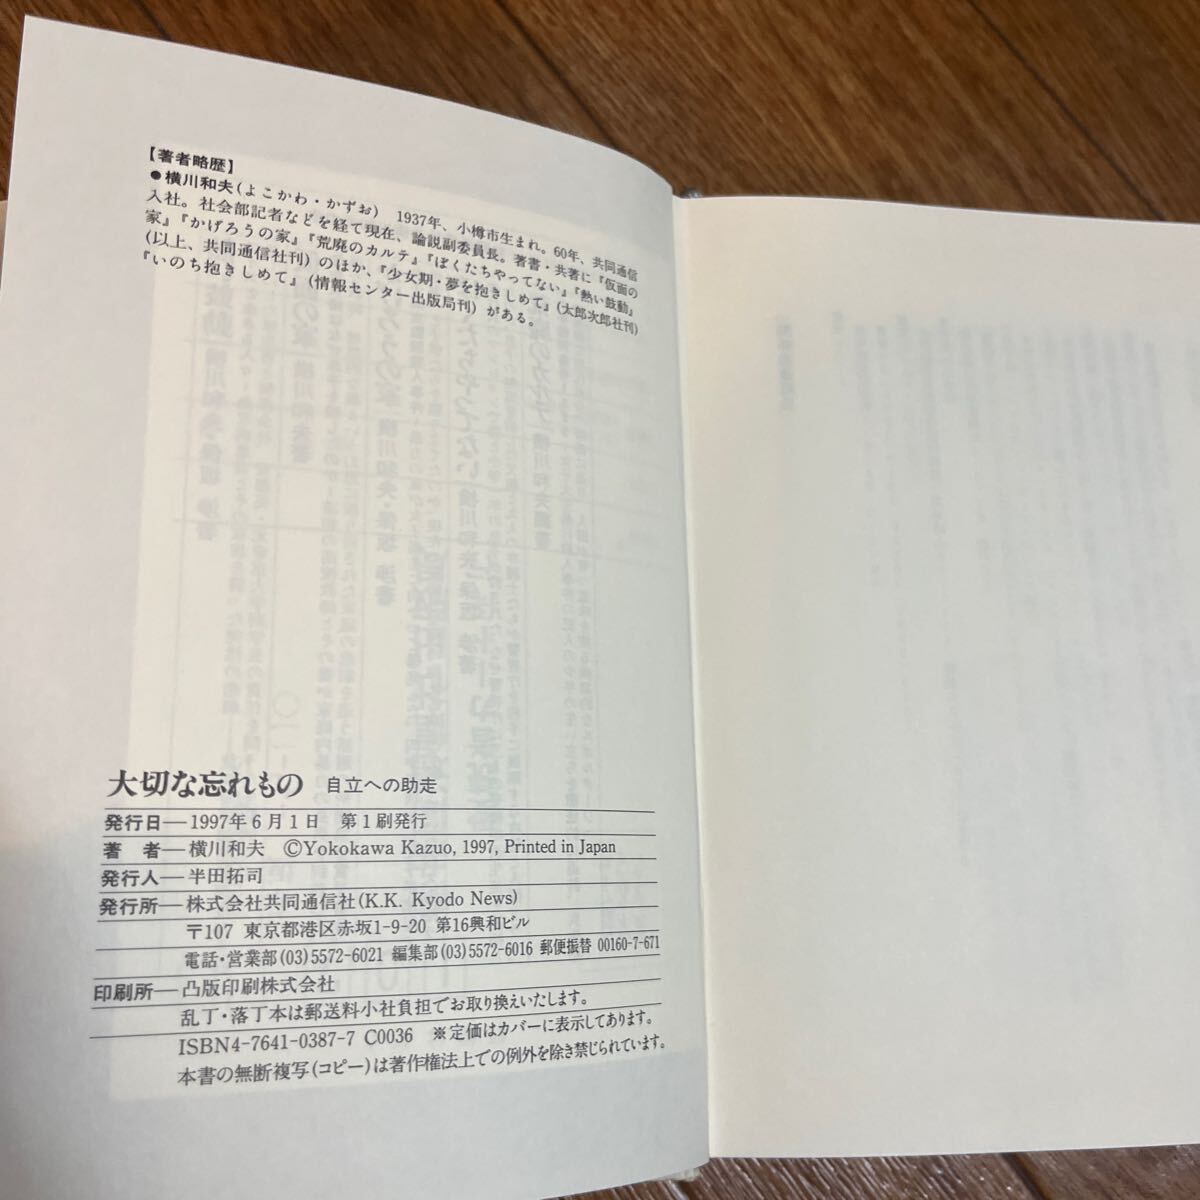 【著者略歴】
●横川和夫(よこかわ・かずお) 1937年、小樽市生まれ。60年、共同通信
入社。社会部記者などを経て現在、論説副委員長。著書・共著に『仮面の
家』『かげろうの家』『荒廃のカルテ』『ぼくたちやってない』『熱い鼓動』
(以上、共同通信社刊)のほか、『少女期・夢を抱きしめて』(太郎次郎社刊)
『いのち抱きしめて』(情報センター出版局刊)がある。
大切な忘れもの 自立への助走
発行日—1997年6月1日 第1刷発行
著 者—横川和夫 ©Yokokawa Kazuo, 1997, Printed in Japan
発行人—半田拓司
発行所—株式会社共同通信社(K.K. Kyodo News)
〒107 東京都港区赤坂1-9-20 第16興和ビル
電話・営業部(03)5572-6021 編集部(03)5572-6016 郵便振替 00160-7-671
印刷所—凸版印刷株式会社
乱丁・落丁本は郵送料小社負担でお取り換えいたします。
ISBN4-7641-0387-7 C0036 ※定価はカバーに表示してあります。
本書の無断複写(コピー)は著作権法上での例外を除き禁じられています。